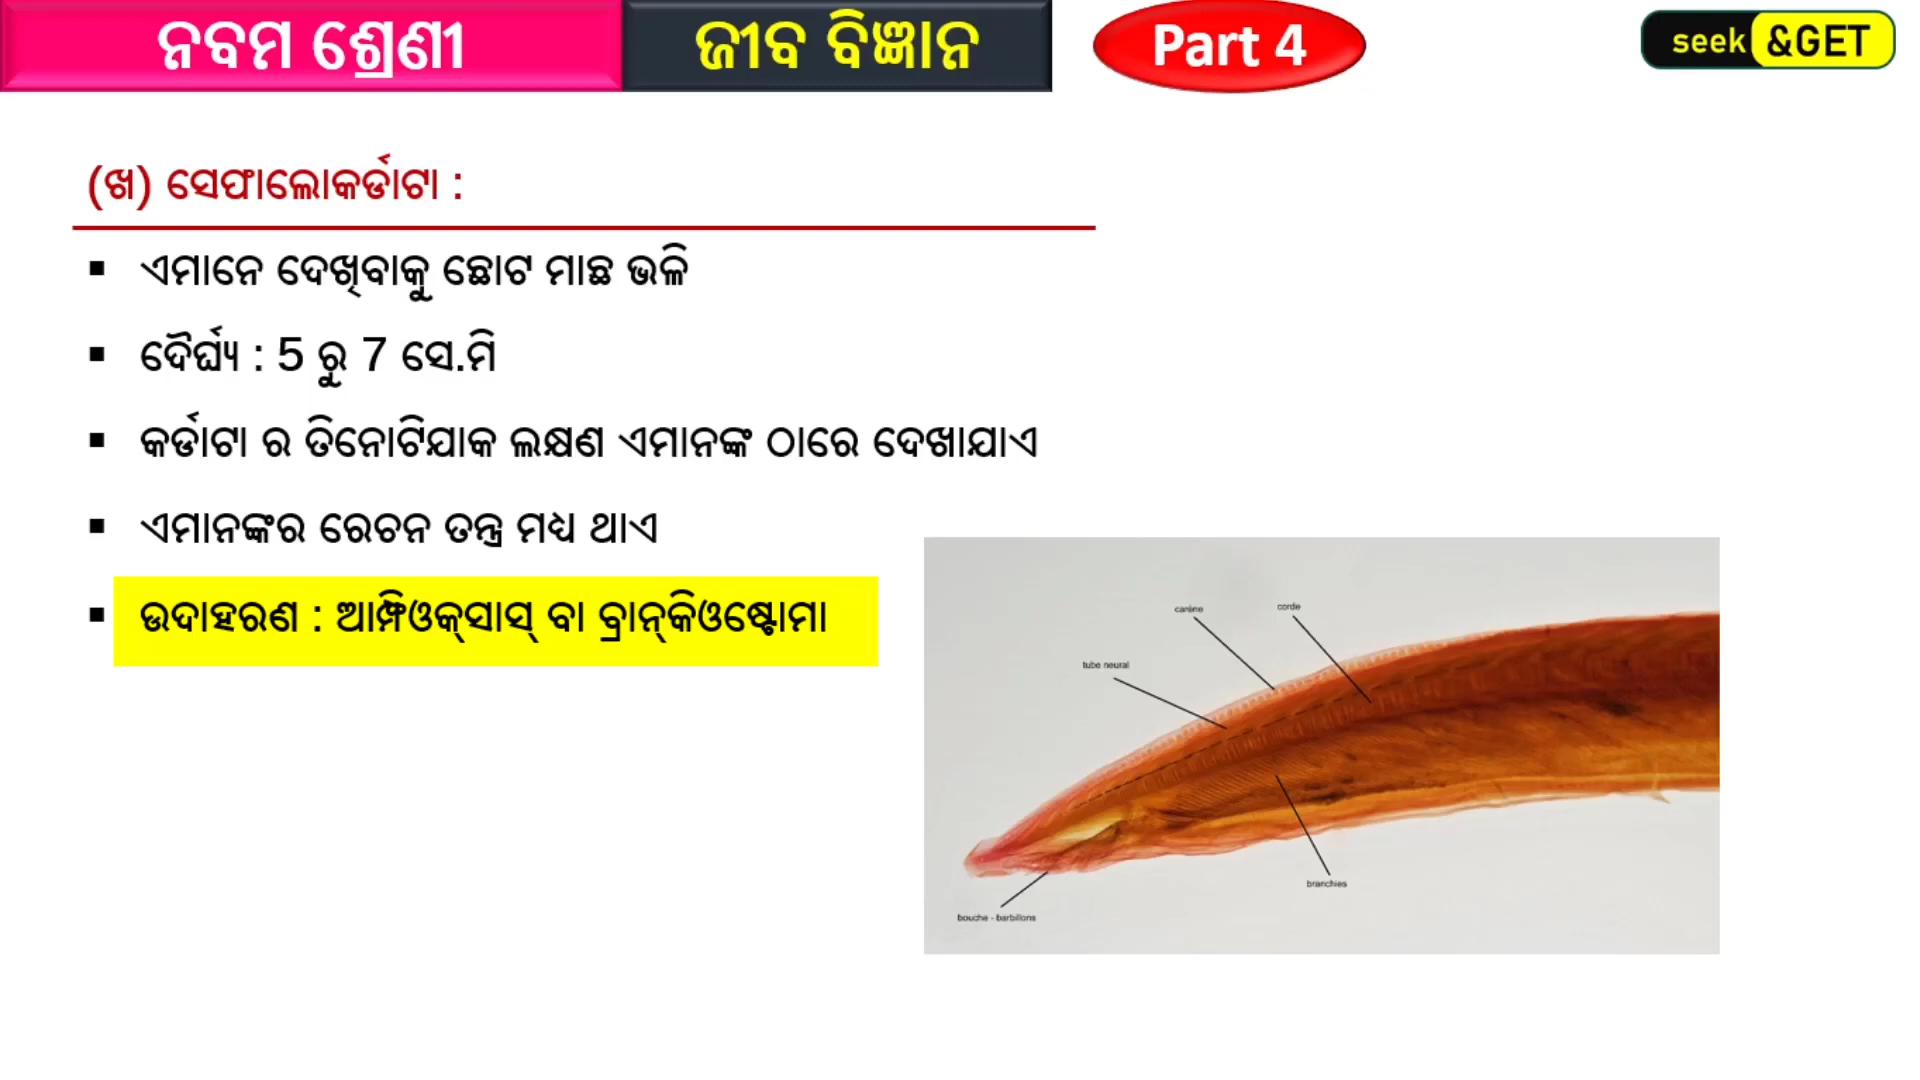 ନବମ ଶ୍ରେଣୀ
ଜୀବ ବିଜ୍ଞାନ
Part 4
seek &GET
(ଖ) ସେଫାଲୋକର୍ଡାଟା :
▪ ଏମାନେ ଦେଖିବାକୁ ଛୋଟ ମାଛ ଭଳି
▪ ଦୈର୍ଘ୍ୟ : 5 ରୁ 7 ସେ.ମି
▪ କର୍ଡାଟା ର ତିନୋଟିଯାକ ଲକ୍ଷଣ ଏମାନଙ୍କ ଠାରେ ଦେଖାଯାଏ
▪ ଏମାନଙ୍କର ରେଚନ ତନ୍ତ୍ର ମଧ୍ୟ ଥାଏ
▪ ଉଦାହରଣ : ଆମ୍ଫିଓକ୍‌ସାସ୍ ବା ବ୍ରାନ୍‌କିଓଷ୍ଟୋମା
carène
corde
tube neural
branchies
bouche - barbillons